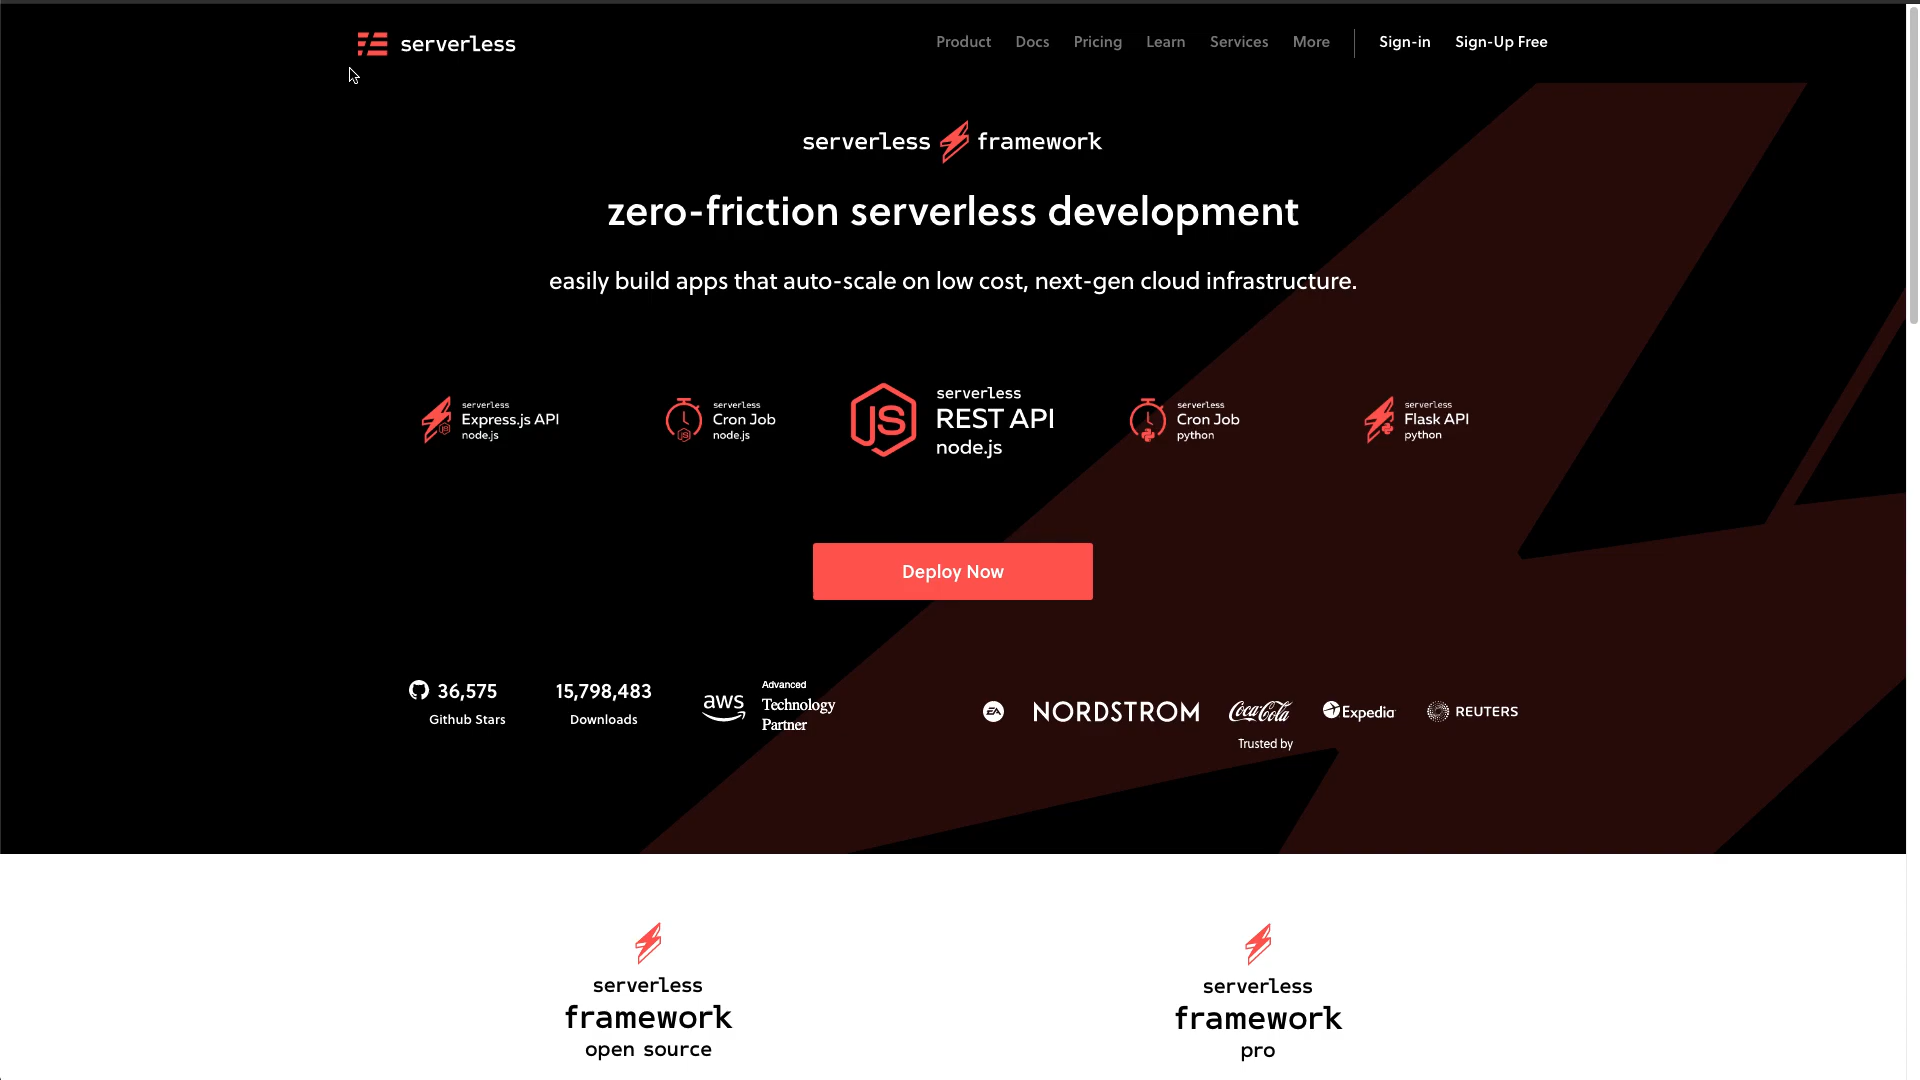 serverless
Product Docs Pricing Learn Services More Sign-in Sign-Up Free
serverless framework
zero-friction serverless development
easily build apps that auto-scale on low cost, next-gen cloud infrastructure.
serverless
Express.js API
node.js
serverless
Cron Job
node.js
JS
serverless
REST API
node.js
serverless
Cron Job
python
serverless
Flask API
python
Deploy Now
36,575
Github Stars
15,798,483
Downloads
aws
Advanced
Technology
Partner
EA
NORDSTROM
Coca-Cola
Expedia
REUTERS
Trusted by
serverless
framework
open source
serverless
framework
pro